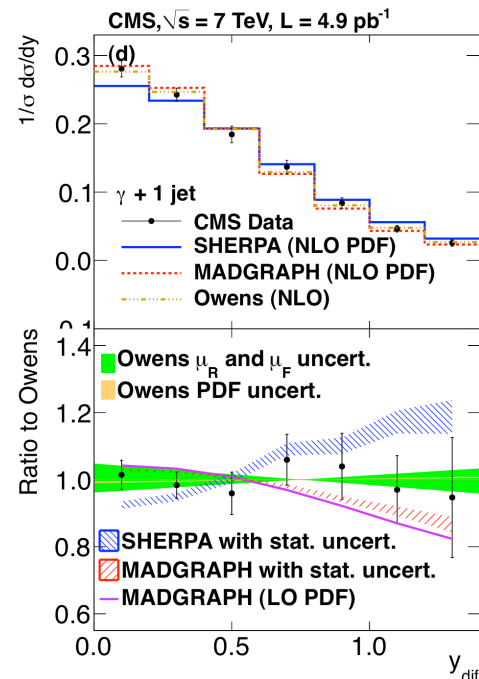 CMS, √s = 7 TeV, L = 4.9 pb⁻¹
(d)
1/σ dσ/dy
0.3
0.2
0.1
0.0
γ + 1 jet
CMS Data
SHERPA (NLO PDF)
MADGRAPH (NLO PDF)
Owens (NLO)
Ratio to Owens
1.4
1.2
1.0
0.8
0.6
Owens μ_R and μ_F uncert.
Owens PDF uncert.
SHERPA with stat. uncert.
MADGRAPH with stat. uncert.
MADGRAPH (LO PDF)
0.0 0.5 1.0
y_dif